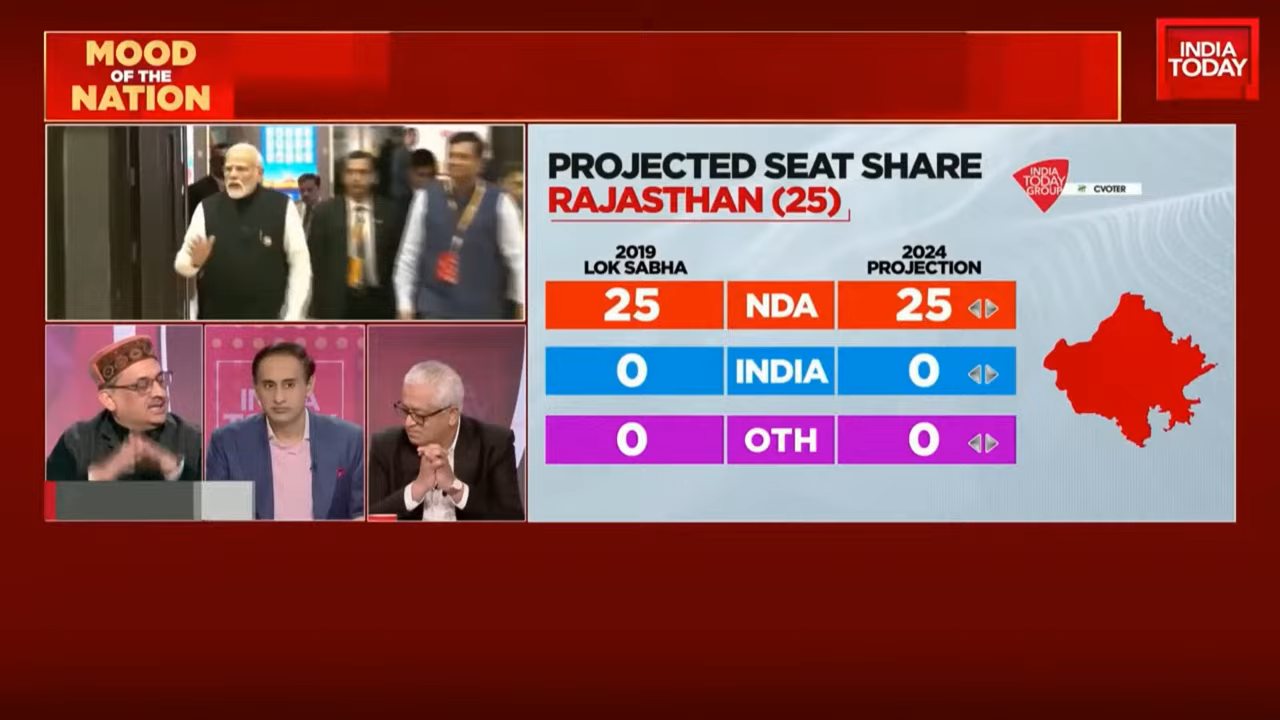 MOOD
OF THE
NATION
INDIA
TODAY
PROJECTED SEAT SHARE
RAJASTHAN (25)
INDIA
TODAY
GROUP
CVOTER
2019
LOK SABHA
2024
PROJECTION
25 NDA 25
0 INDIA 0
0 OTH 0